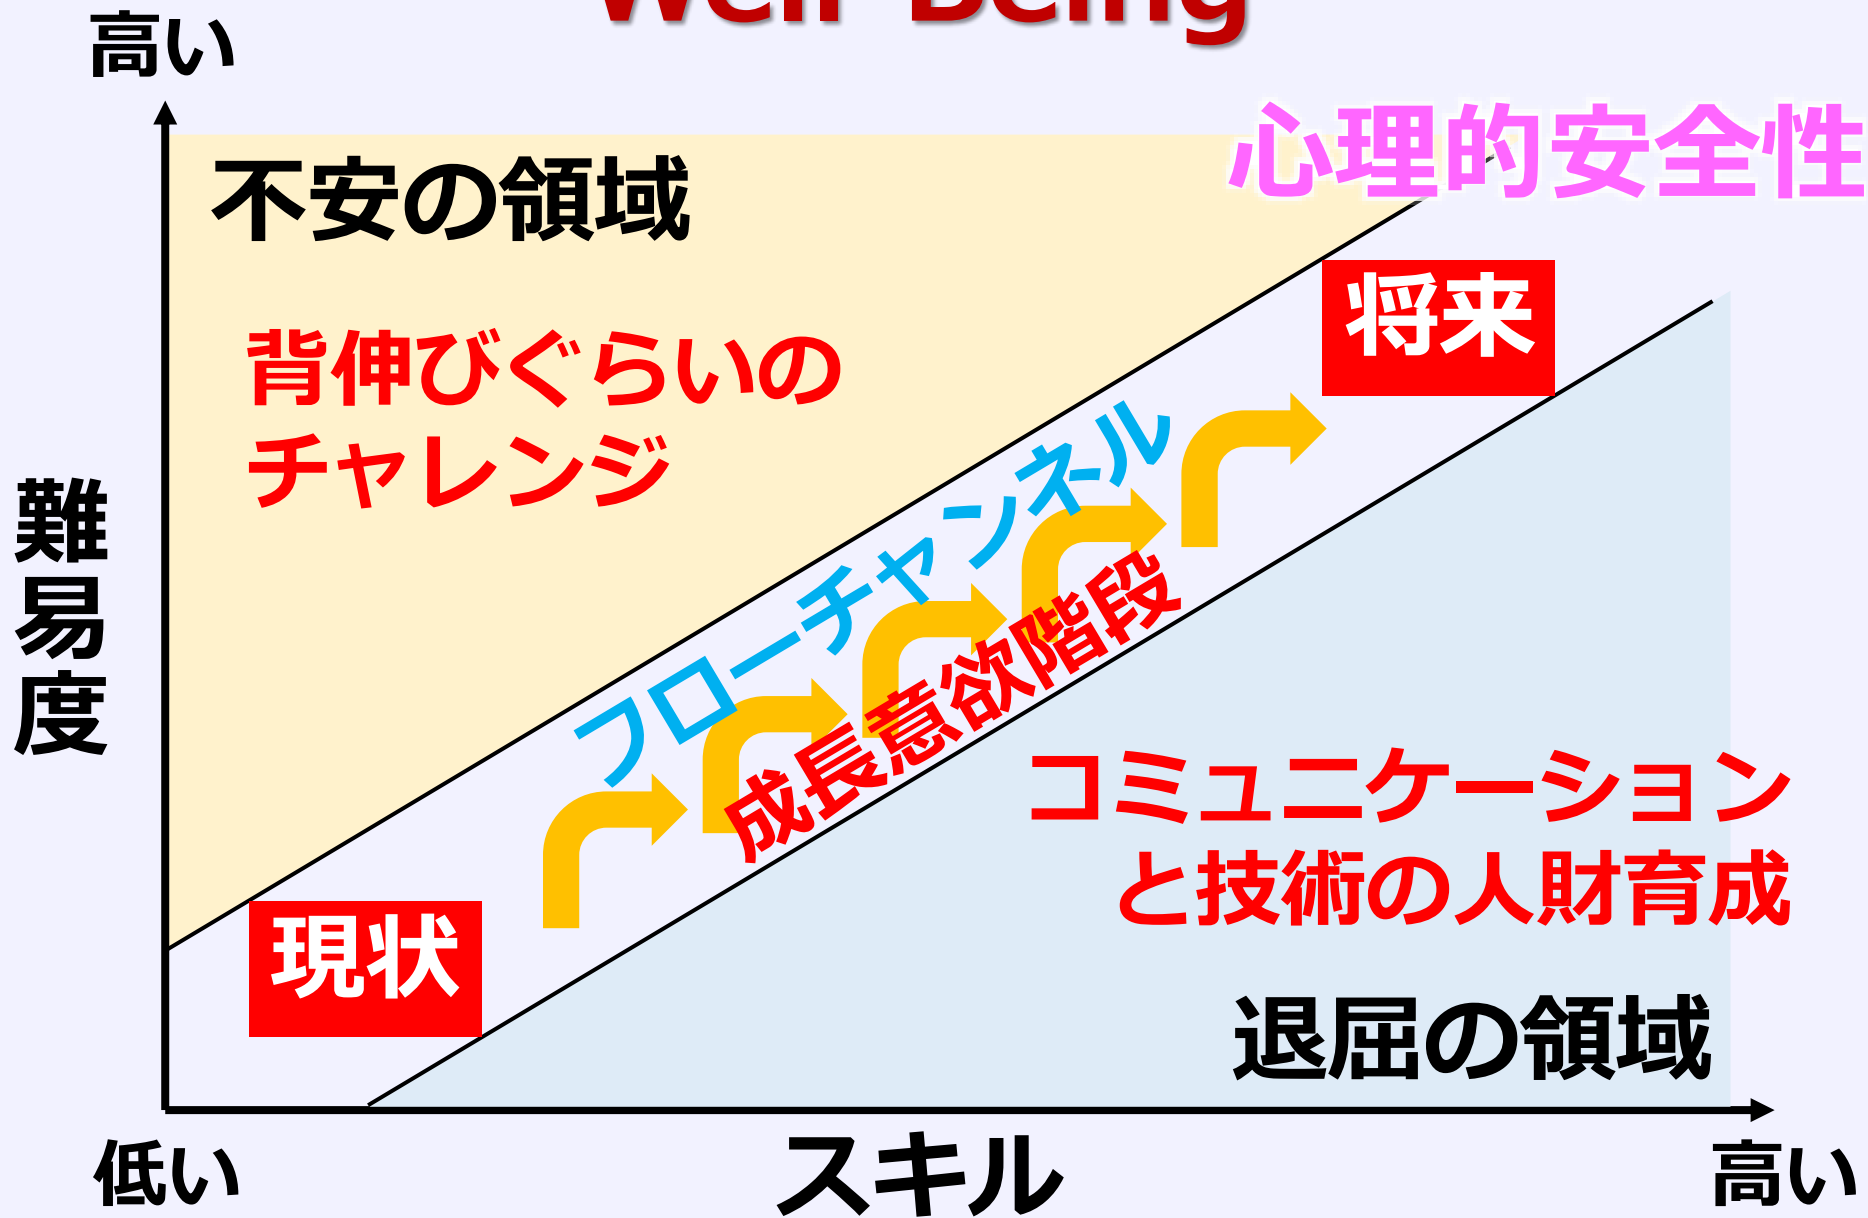 Well-Being
高い
心理的安全性
不安の領域
将来
背伸びぐらいの
チャレンジ
フローチャンネル
難易度
成長意欲階段
コミュニケーション
と技術の人財育成
現状
退屈の領域
低い
スキル
高い